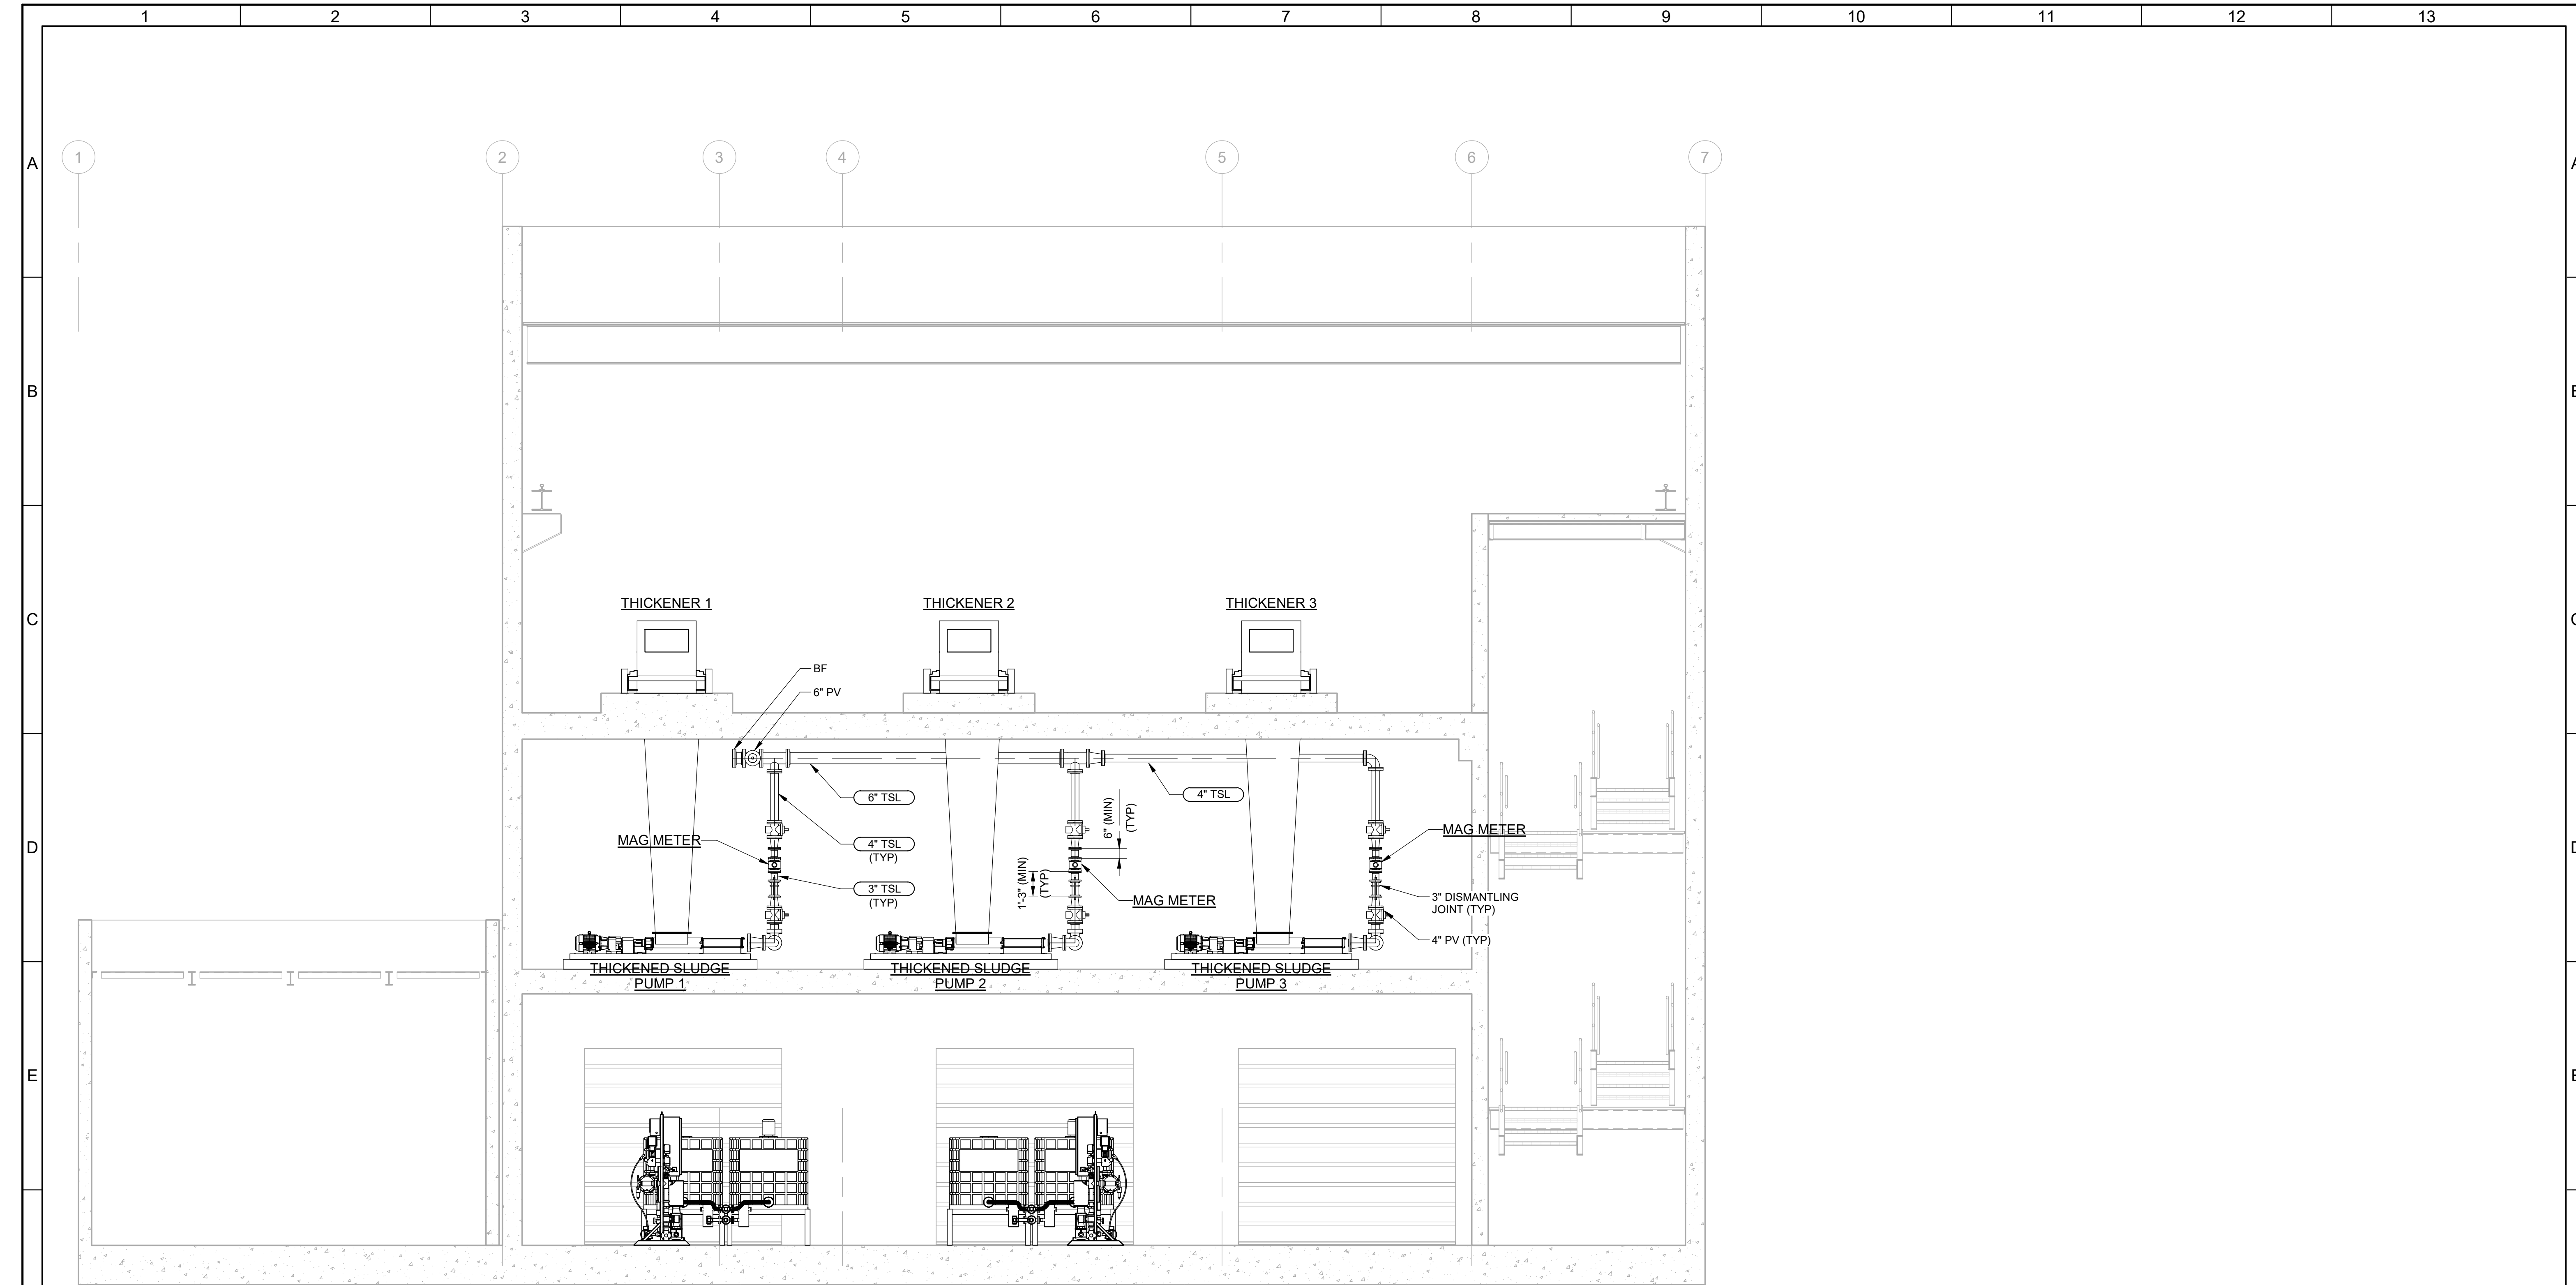 1 2 3 4 5 6 7 8 9 10 11 12 13
A A
1 2 3 4 5 6 7
B
C
THICKENER 1 THICKENER 2 THICKENER 3
BF
6" PV
6" TSL
4" TSL
6" (MIN)
(TYP)
D
MAG METER
4" TSL
(TYP)
MAG METER
3" TSL
(TYP)
1'-3" (MIN)
(TYP)
MAG METER
3" DISMANTLING
JOINT (TYP)
4" PV (TYP)
THICKENED SLUDGE
PUMP 1
THICKENED SLUDGE
PUMP 2
THICKENED SLUDGE
PUMP 3
E